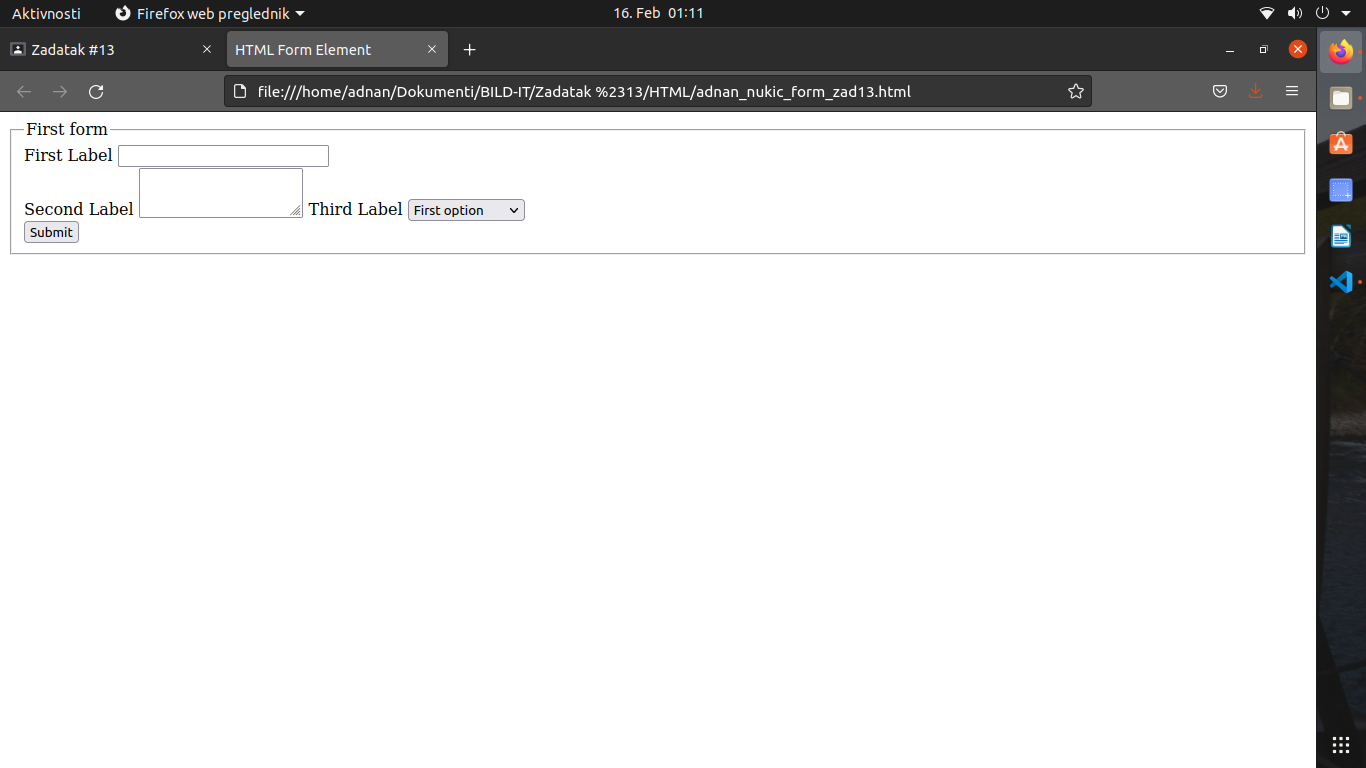 Aktivnosti Firefox web preglednik 16. Feb 01:11
Zadatak #13 HTML Form Element
file:///home/adnan/Dokumenti/BILD-IT/Zadatak %2313/HTML/adnan_nukic_form_zad13.html
First form
First Label
Second Label Third Label First option
Submit